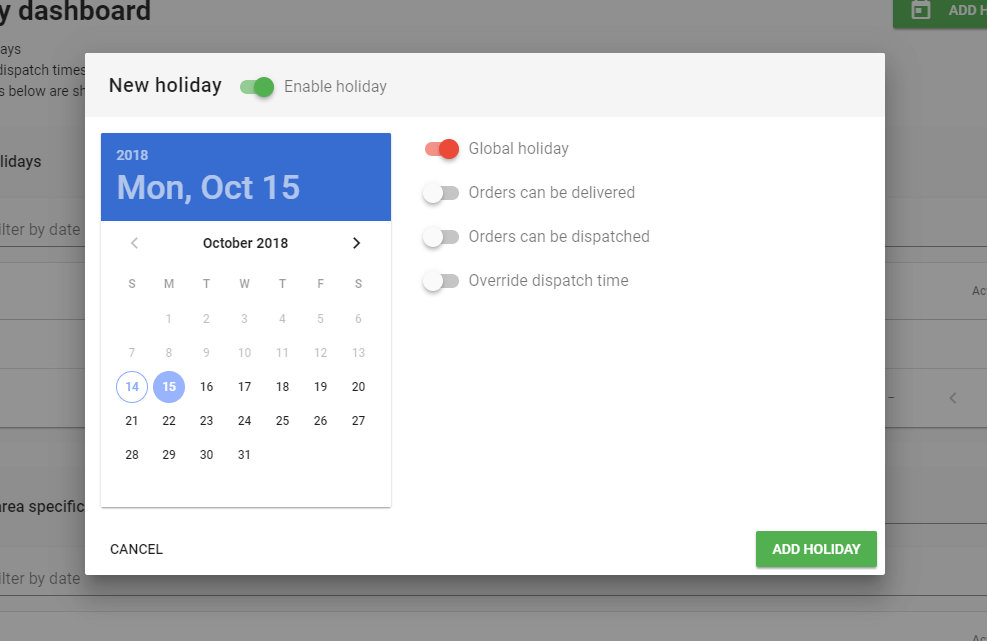 y dashboard
ADD H
ays
dispatch times
s below are sh
New holiday
Enable holiday
lidays
ilter by date
2018
Mon, Oct 15
October 2018
S M T W T F S
1 2 3 4 5 6
7 8 9 10 11 12 13
14 15 16 17 18 19 20
21 22 23 24 25 26 27
28 29 30 31
Global holiday
Orders can be delivered
Orders can be dispatched
Override dispatch time
Ac
–
CANCEL
ADD HOLIDAY
area specific
ilter by date
Ac